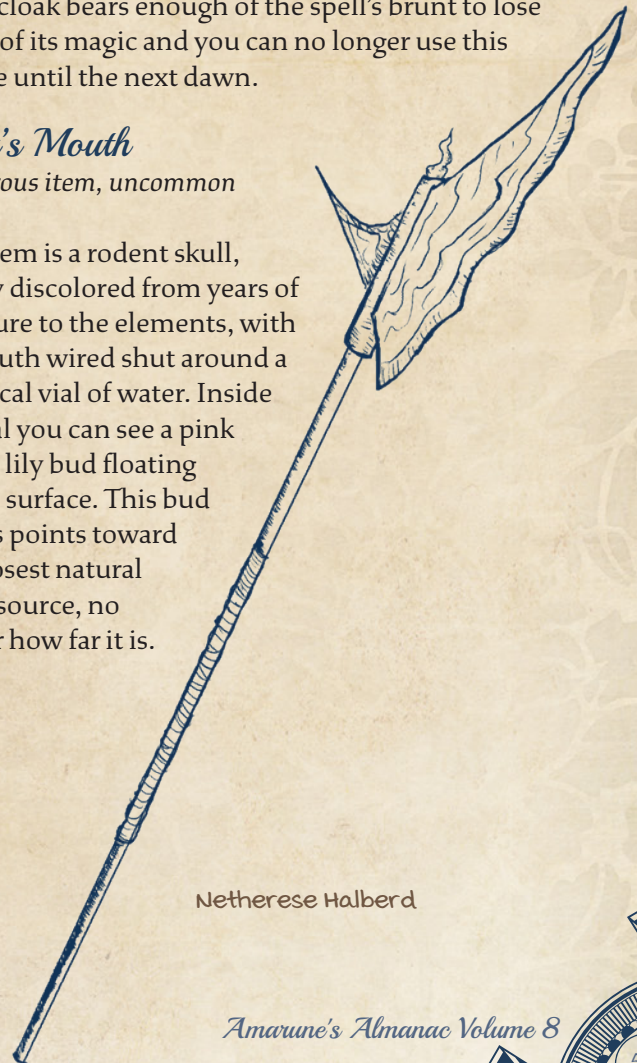 cloak bears enough of the spell's brunt to lose
of its magic and you can no longer use this
e until the next dawn.
's Mouth
rous item, uncommon
em is a rodent skull,
y discolored from years of
ure to the elements, with
uth wired shut around a
cal vial of water. Inside
al you can see a pink
lily bud floating
surface. This bud
s points toward
osest natural
source, no
r how far it is.
Netherese Halberd
Amarune's Almanac Volume 8